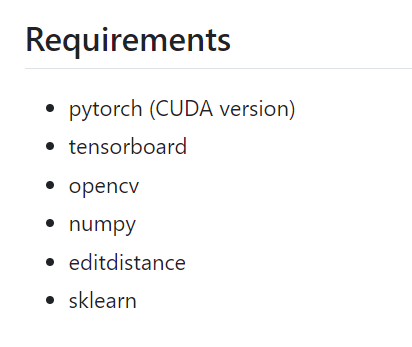 Requirements
pytorch (CUDA version)
tensorboard
opencv
numpy
editdistance
sklearn